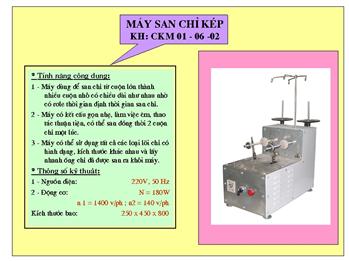 MÁY SAN CHỈ KÉP
KH: CKM 01 - 06 -02
* Tính năng công dụng:
1 - Máy dùng để san chỉ từ cuộn lớn thành
nhiều cuộn nhỏ có chiều dài như nhau nhờ
có rơle thời gian định thời gian san chỉ.
2 - Máy có kết cấu gọn nhẹ, làm việc êm, thao
tác thuận tiện, có thể san đồng thời 2 cuộn
chỉ một lúc.
3 - Máy có thể sử dụng tất cả các loại lõi chỉ có
hình dạng, kích thước khác nhau và lấy
nhanh ống chỉ đã được san ra khỏi máy.
* Thông số kỹ thuật:
1 - Nguồn điện: 220V, 50 Hz
2 - Động cơ: N = 180W
n 1 = 1400 v/ph ; n2 = 140 v/ph
Kích thước bao: 250 x 450 x 800